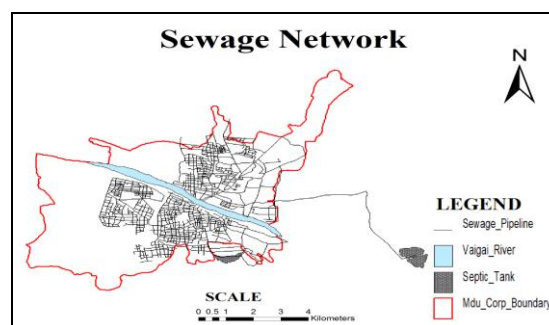 Sewage Network
N
LEGEND
Sewage_Pipeline
Vaigai_River
Septic_Tank
Mdu_Corp_Boundary
SCALE
0 0.5 1 2 3 4
Kilometers